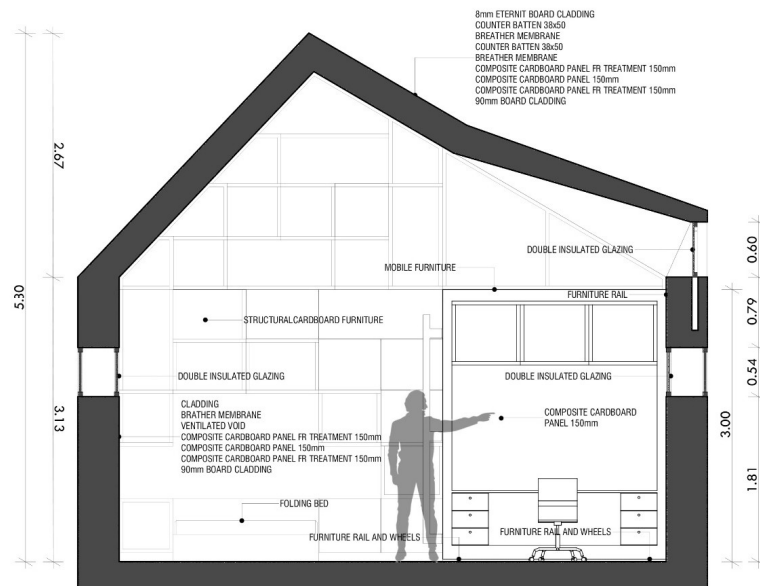 8mm ETERNIT BOARD CLADDING
COUNTER BATTEN 38x50
BREATHER MEMBRANE
COUNTER BATTEN 38x50
BREATHER MEMBRANE
COMPOSITE CARDBOARD PANEL FR TREATMENT 150mm
COMPOSITE CARDBOARD PANEL 150mm
COMPOSITE CARDBOARD PANEL FR TREATMENT 150mm
90mm BOARD CLADDING
2.67
5.30
3.13
DOUBLE INSULATED GLAZING
0.60
MOBILE FURNITURE
FURNITURE RAIL
0.79
STRUCTURAL CARDBOARD FURNITURE
DOUBLE INSULATED GLAZING
DOUBLE INSULATED GLAZING
0.54
CLADDING
BRATHER MEMBRANE
VENTILATED VOID
COMPOSITE CARDBOARD PANEL FR TREATMENT 150mm
COMPOSITE CARDBOARD PANEL 150mm
COMPOSITE CARDBOARD PANEL FR TREATMENT 150mm
90mm BOARD CLADDING
COMPOSITE CARDBOARD
PANEL 150mm
3.00
1.81
FOLDING BED
FURNITURE RAIL AND WHEELS
FURNITURE RAIL AND WHEELS